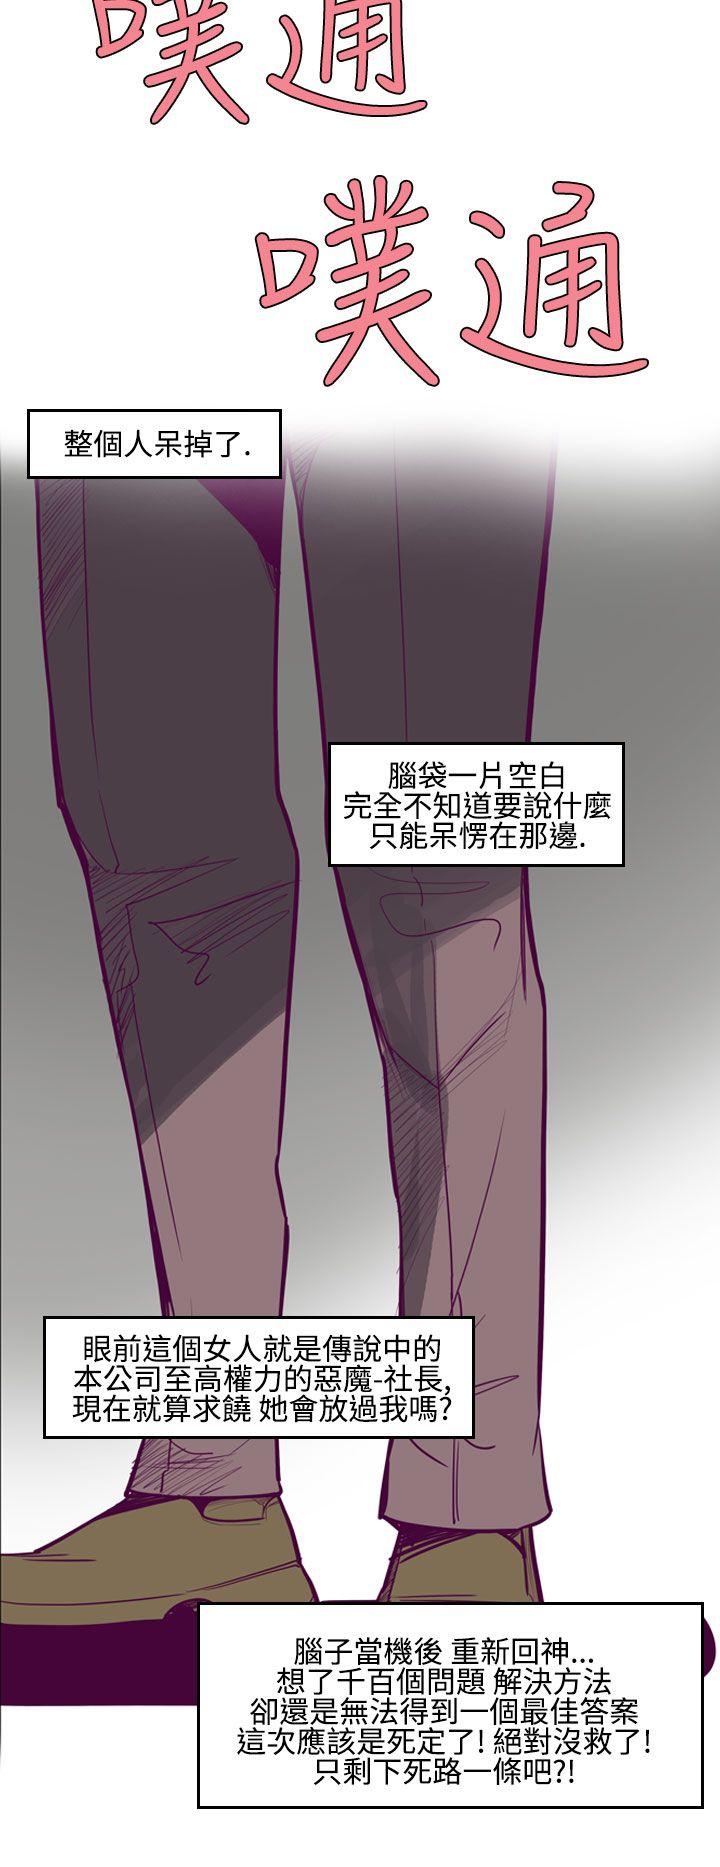 噗通
噗通
整個人呆掉了.
腦袋一片空白
完全不知道要說什麼
只能呆愣在那邊.
眼前這個女人就是傳說中的
本公司至高權力的惡魔-社長,
現在就算求饒 她會放過我嗎?
腦子當機後 重新回神...
想了千百個問題 解決方法
卻還是無法得到一個最佳答案
這次應該是死定了! 絕對沒救了!
只剩下死路一條吧?!